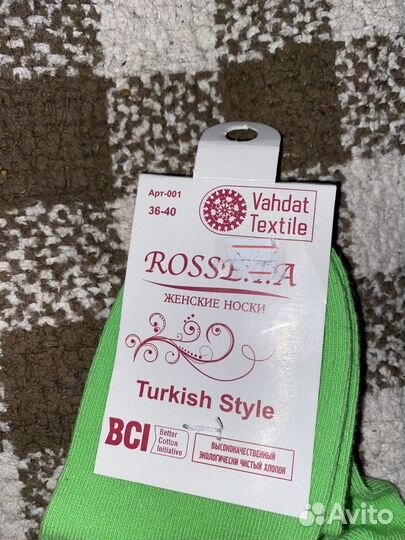 Арт-001
36-40
Vahdat
Textile
ЖЕНСКИЕ НОСКИ
Turkish Style
BCI
Better
Cotton
Initiative
ВЫСОКОКАЧЕСТВЕННЫЙ
ЭКОЛОГИЧЕСКИ ЧИСТЫЙ ХЛОПОК
Avito